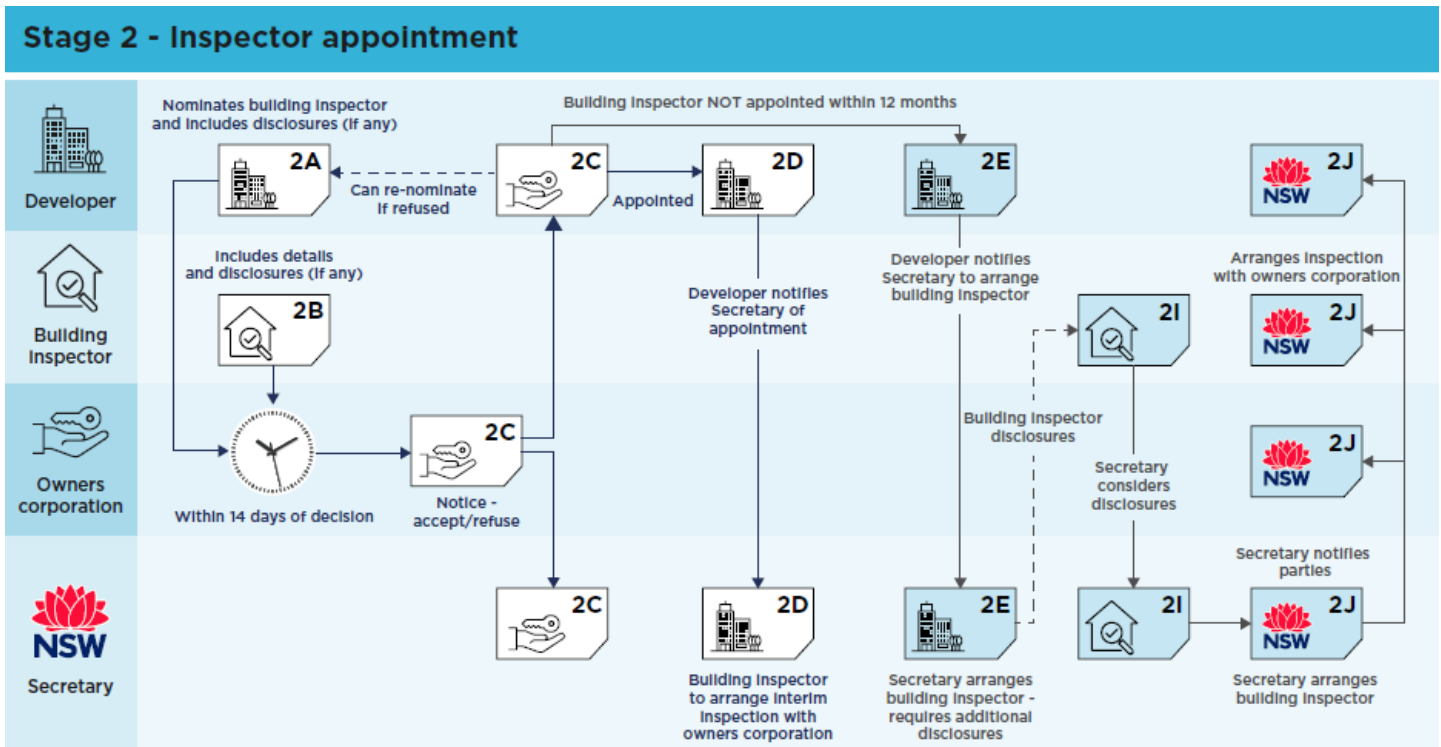 Stage 2 - Inspector appointment
Nominates building inspector
and includes disclosures (if any)
Building inspector NOT appointed within 12 months
Developer
2A
Can re-nominate
if refused
2C
Appointed
2D
2E
2J
NSW
Building
inspector
Includes details
and disclosures (if any)
2B
Developer notifies
Secretary of
appointment
Developer notifies
Secretary to arrange
building inspector
2I
Arranges inspection
with owners corporation
2J
NSW
Owners
corporation
Within 14 days of decision
2C
Notice -
accept/refuse
Building inspector
disclosures
Secretary
considers
disclosures
2J
NSW
NSW
Secretary
2C
2D
Building inspector
to arrange interim
inspection with
owners corporation
2E
Secretary arranges
building inspector -
requires additional
disclosures
2I
Secretary notifies
parties
2J
NSW
Secretary arranges
building inspector